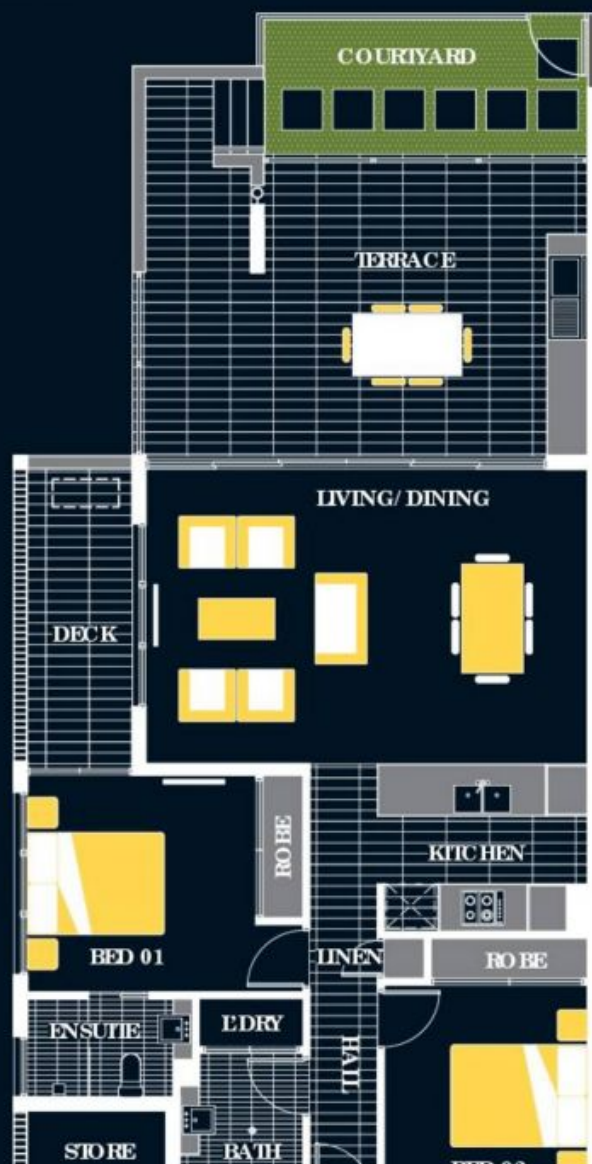 COURTYARD
TERRACE
LIVING/ DINING
DECK
ROBE
KITCHEN
BED 01
LINEN
ROBE
ENSUITE
L'DRY
HALL
STORE
BATH